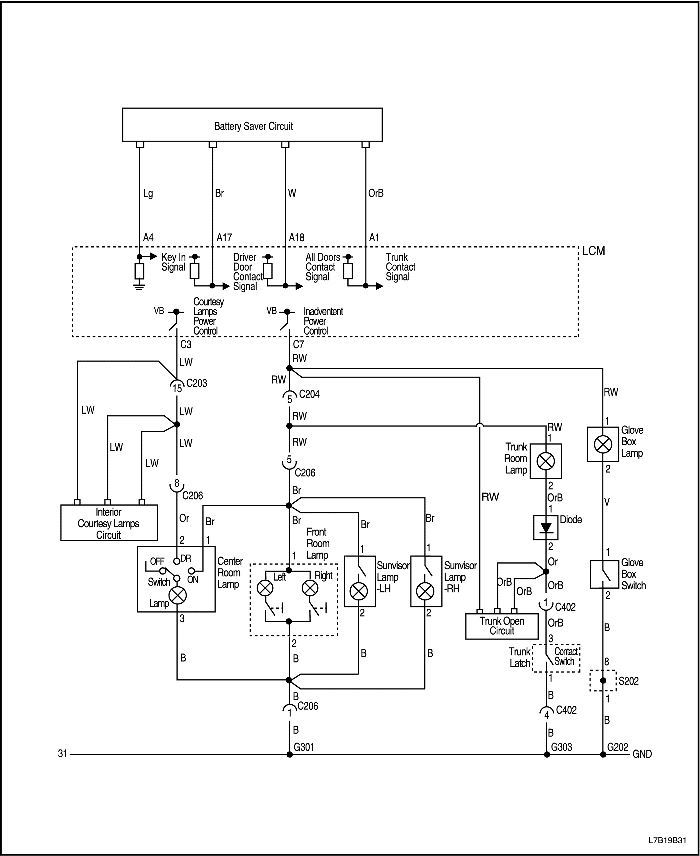 Battery Saver Circuit
Lg
Br
W
OrB
A4
A17
A18
A1
LCM
Key In
Signal
Driver
Door
Contact
Signal
All Doors
Contact
Signal
Trunk
Contact
Signal
VB
Courtesy
Lamps
Power
Control
VB
Inadventent
Power
Control
C3
C7
LW
RW
RW
15
C203
5
C204
RW
LW
LW
LW
LW
LW
RW
RW
RW
1
Trunk
Room
Lamp
2
OrB
1
Glove
Box
Lamp
2
5
C206
8
C206
Br
Br
RW
V
Interior
Courtesy Lamps
Circuit
Or
Br
Br
Br
1
Diode
2
2
1
OFF
DR
ON
Switch
Lamp
3
Center
Room
Lamp
Front
Room
Lamp
1
Left
Right
2
1
Sunvisor
Lamp
-LH
2
1
Sunvisor
Lamp
-RH
2
Or
OrB
OrB
OrB
1
C402
OrB
Trunk Open
Circuit
1
Glove
Box
Switch
2
B
B
B
B
B
3
Trunk
Latch
Contact
Switch
1
8
S202
1
B
C206
1
B
B
C402
4
B
B
31
G301
G303
G202
GND
L7B19B31